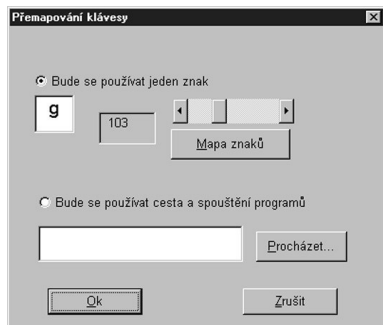 Přemapování klávesy
Bude se používat jeden znak
g
103
Mapa znaků
Bude se používat cesta a spouštění programů
Procházet...
Ok
Zrušit